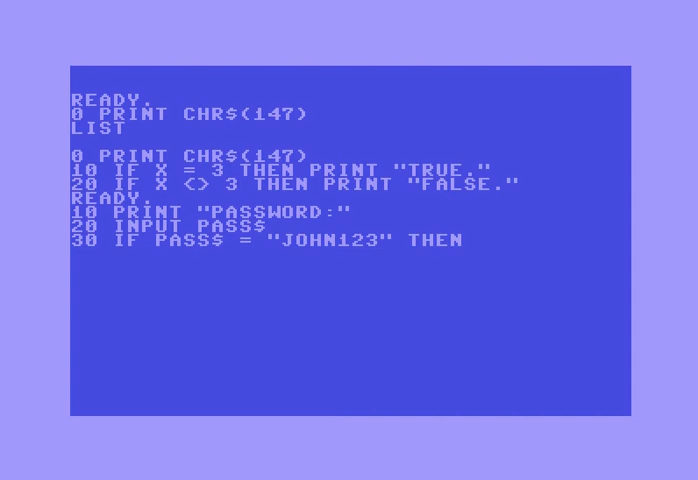 READY.
0 PRINT CHR$(147)
LIST
0 PRINT CHR$(147)
10 IF X = 3 THEN PRINT "TRUE."
20 IF X <> 3 THEN PRINT "FALSE."
READY.
10 PRINT "PASSWORD:"
20 INPUT PASS$
30 IF PASS$ = "JOHN123" THEN